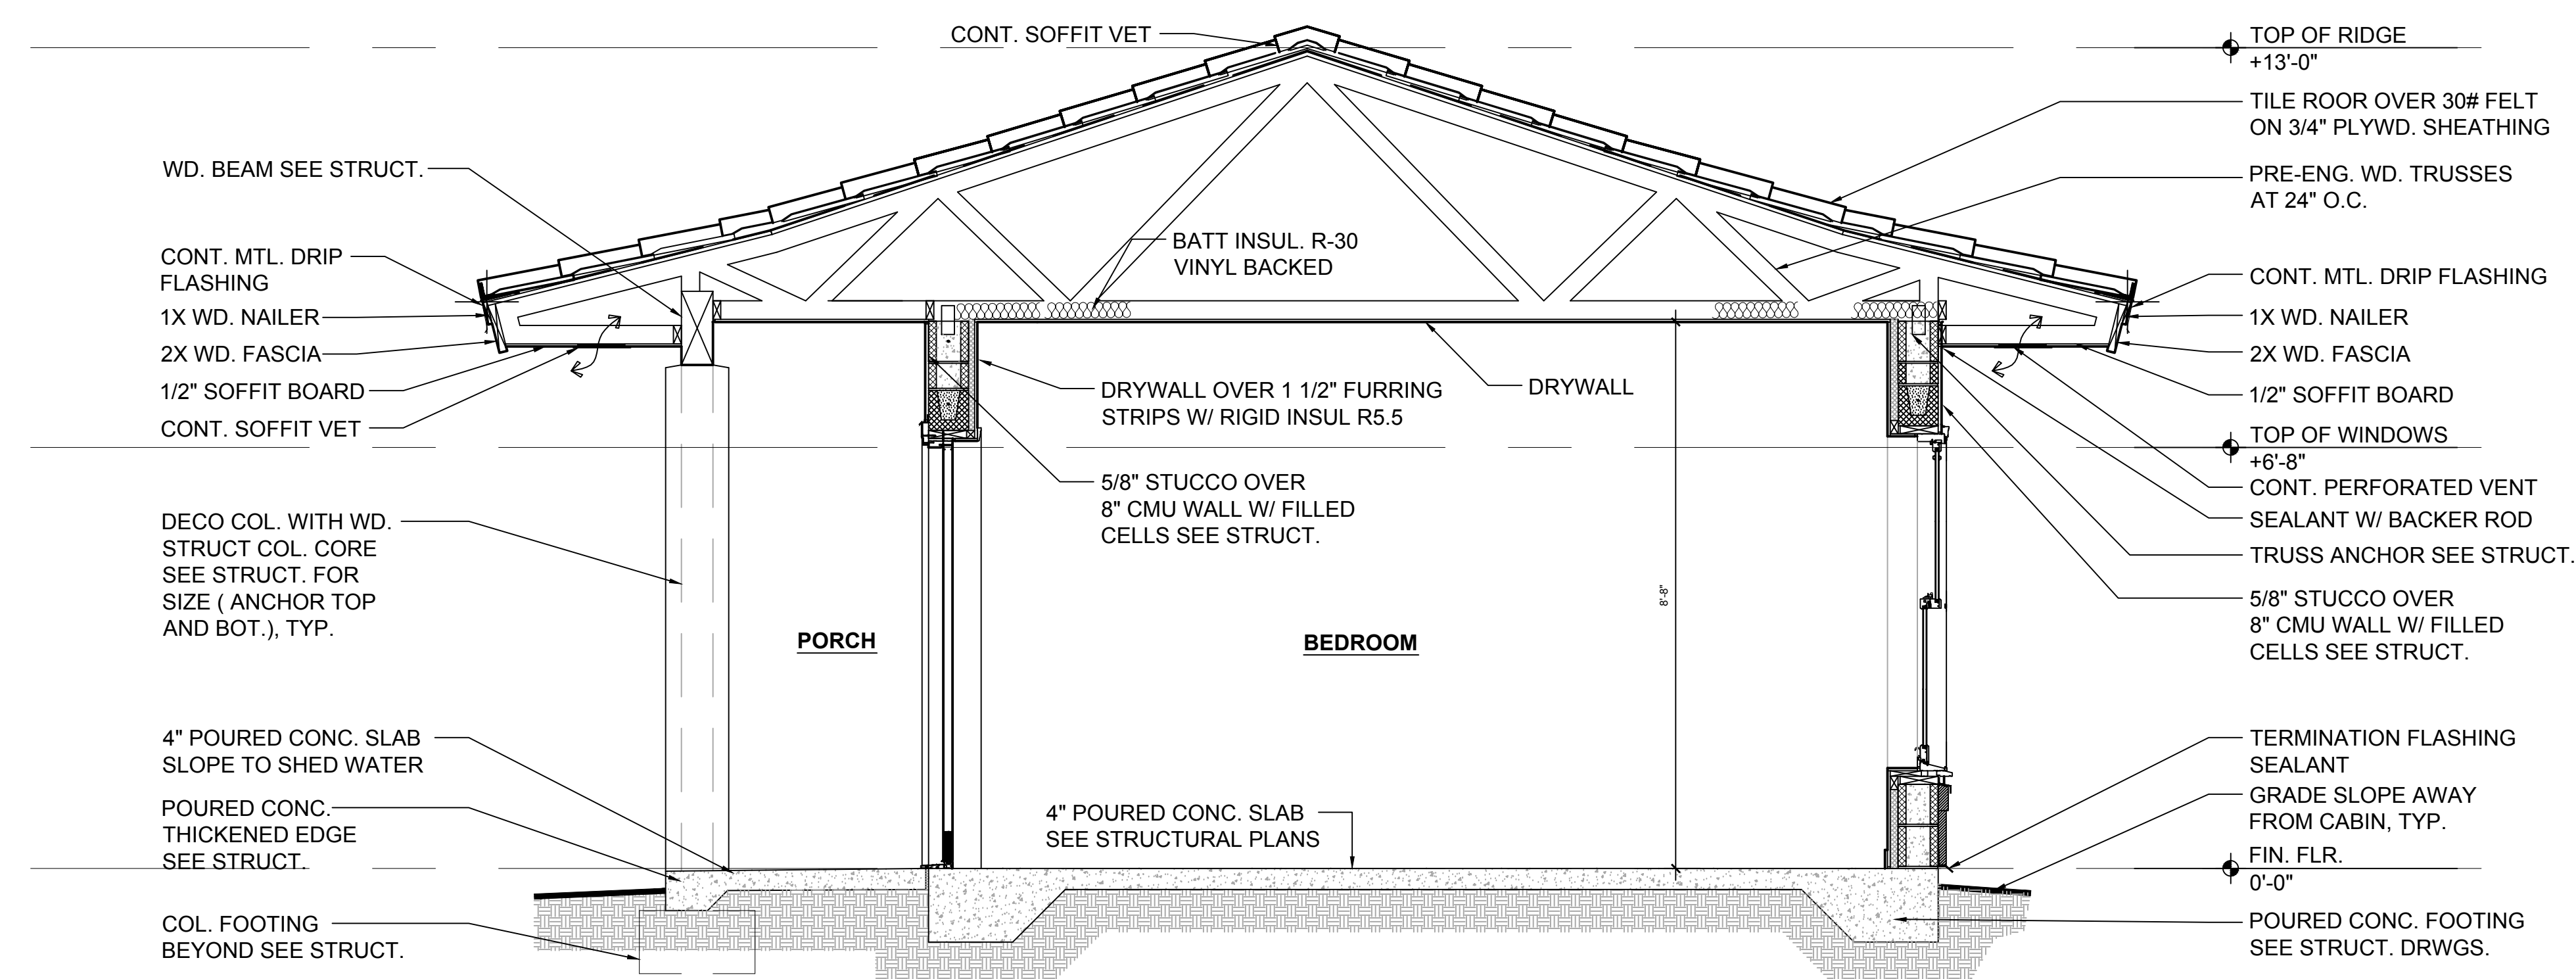 CONT. SOFFIT VET
WD. BEAM SEE STRUCT.
CONT. MTL. DRIP
FLASHING
1X WD. NAILER
2X WD. FASCIA
1/2" SOFFIT BOARD
CONT. SOFFIT VET
DECO COL. WITH WD.
STRUCT COL. CORE
SEE STRUCT. FOR
SIZE ( ANCHOR TOP
AND BOT.), TYP.
4" POURED CONC. SLAB
SLOPE TO SHED WATER
POURED CONC.
THICKENED EDGE
SEE STRUCT.
COL. FOOTING
BEYOND SEE STRUCT.
BATT INSUL. R-30
VINYL BACKED
DRYWALL OVER 1 1/2" FURRING
STRIPS W/ RIGID INSUL R5.5
DRYWALL
5/8" STUCCO OVER
8" CMU WALL W/ FILLED
CELLS SEE STRUCT.
8'-8"
PORCH
BEDROOM
4" POURED CONC. SLAB
SEE STRUCTURAL PLANS
TOP OF RIDGE
+13'-0"
TILE ROOR OVER 30# FELT
ON 3/4" PLYWD. SHEATHING
PRE-ENG. WD. TRUSSES
AT 24" O.C.
CONT. MTL. DRIP FLASHING
1X WD. NAILER
2X WD. FASCIA
1/2" SOFFIT BOARD
TOP OF WINDOWS
+6'-8"
CONT. PERFORATED VENT
SEALANT W/ BACKER ROD
TRUSS ANCHOR SEE STRUCT.
5/8" STUCCO OVER
8" CMU WALL W/ FILLED
CELLS SEE STRUCT.
TERMINATION FLASHING
SEALANT
GRADE SLOPE AWAY
FROM CABIN, TYP.
FIN. FLR.
0'-0"
POURED CONC. FOOTING
SEE STRUCT. DRWGS.